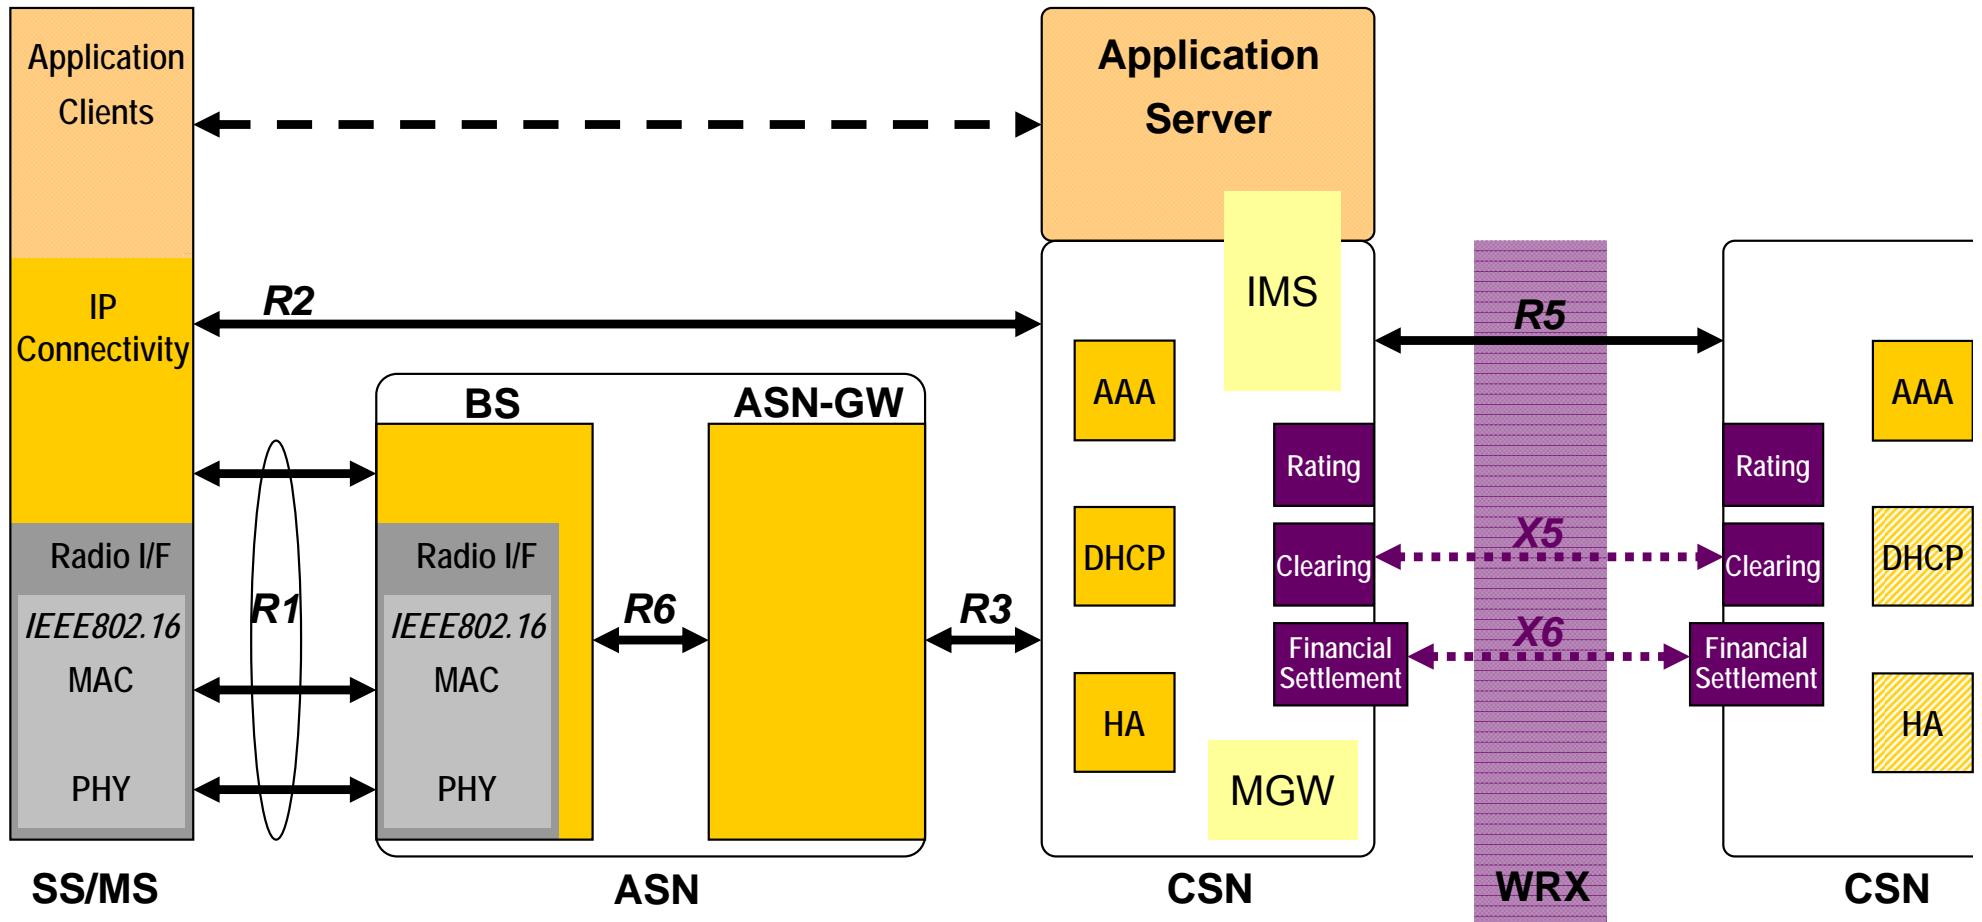 Application
Clients
IP
Connectivity
Radio I/F
IEEE802.16
MAC
PHY
SS/MS
R2
R1
BS
ASN-GW
Radio I/F
IEEE802.16
MAC
PHY
R6
ASN
R3
Application
Server
IMS
AAA
Rating
DHCP
Clearing
Financial
Settlement
HA
MGW
CSN
R5
X5
X6
WRX
AAA
Rating
Clearing
DHCP
Financial
Settlement
HA
CSN